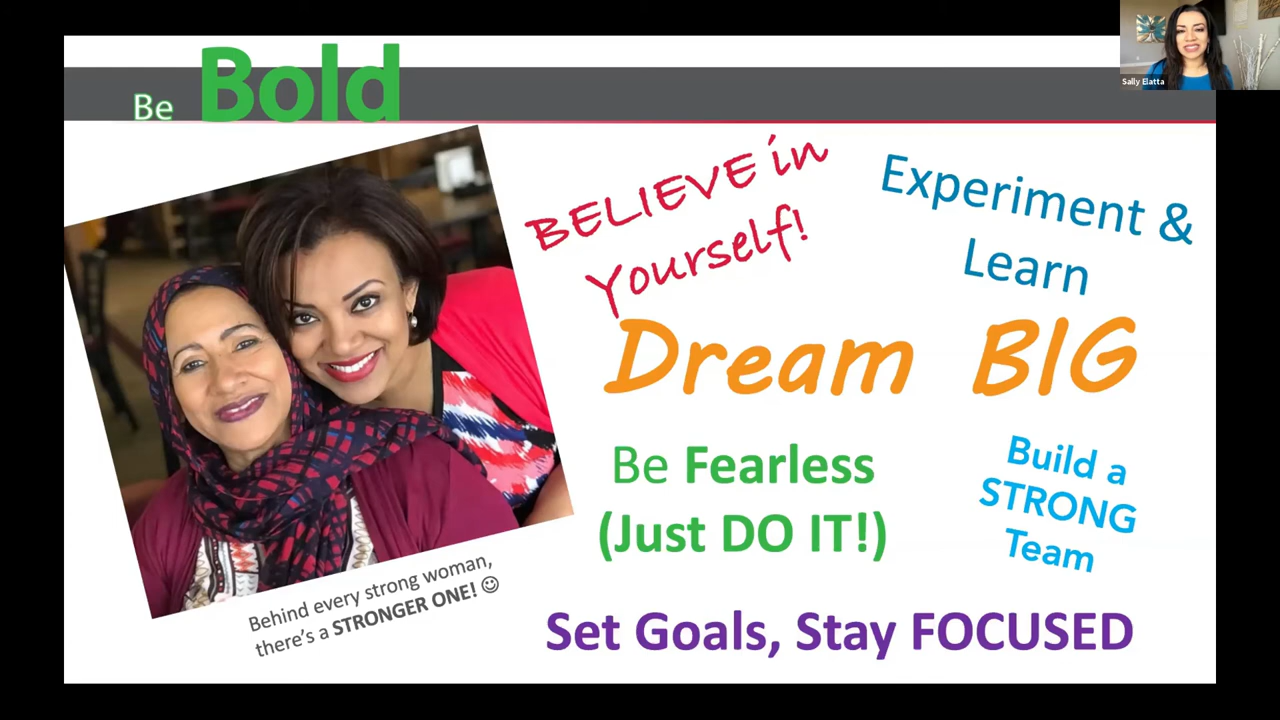 Be Bold
Sally Elatta
BELIEVE in
Yourself!
Experiment &
Learn
Dream BIG
Be Fearless
(Just DO IT!)
Build a
STRONG
Team
Behind every strong woman,
there's a STRONGER ONE! ☺
Set Goals, Stay FOCUSED